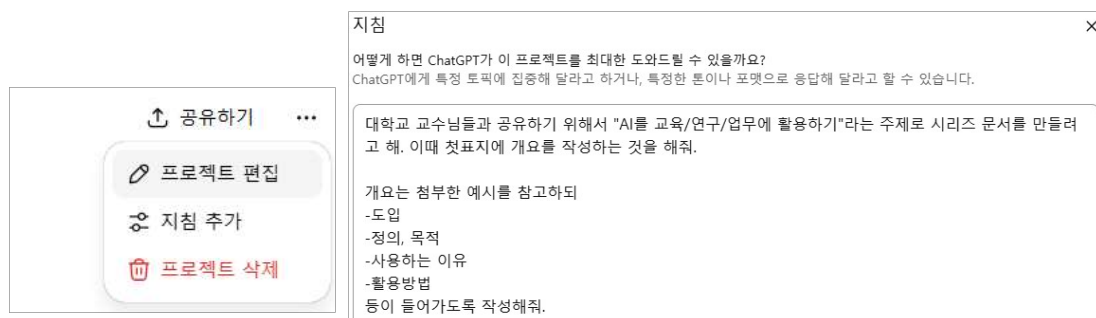 공유하기 ...
프로젝트 편집
지침 추가
프로젝트 삭제
지침
어떻게 하면 ChatGPT가 이 프로젝트를 최대한 도와드릴 수 있을까요?
ChatGPT에게 특정 토픽에 집중해 달라고 하거나, 특정한 톤이나 포맷으로 응답해 달라고 할 수 있습니다.
대학교 교수님들과 공유하기 위해서 "AI를 교육/연구/업무에 활용하기"라는 주제로 시리즈 문서를 만들려
고 해. 이때 첫표지에 개요를 작성하는 것을 해줘.
개요는 첨부한 예시를 참고하되
-도입
-정의, 목적
-사용하는 이유
-활용방법
등이 들어가도록 작성해줘.